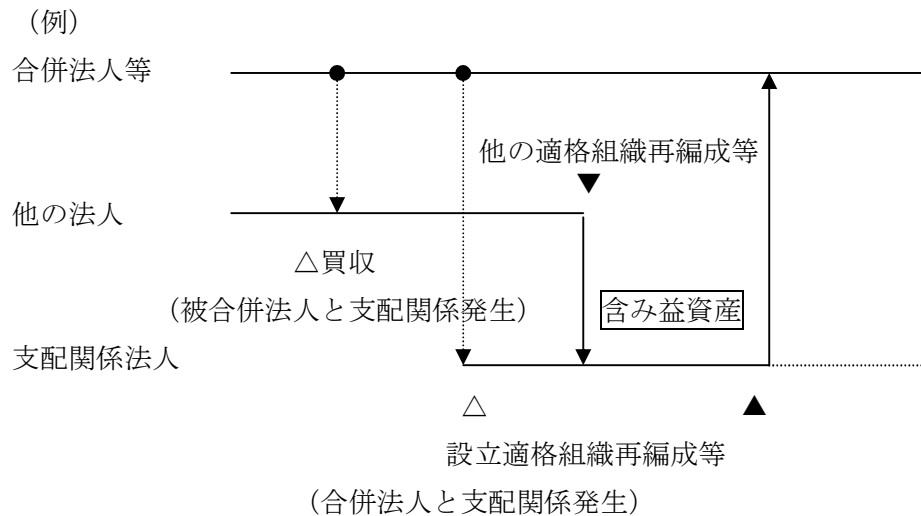 (例)
合併法人等
他の適格組織再編成等
▼
他の法人
△買収
(被合併法人と支配関係発生)
含み益資産
支配関係法人
△ ▲
設立適格組織再編成等
(合併法人と支配関係発生)